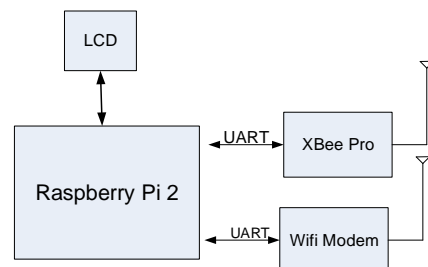 LCD
UART
XBee Pro
Raspberry Pi 2
UART
Wifi Modem